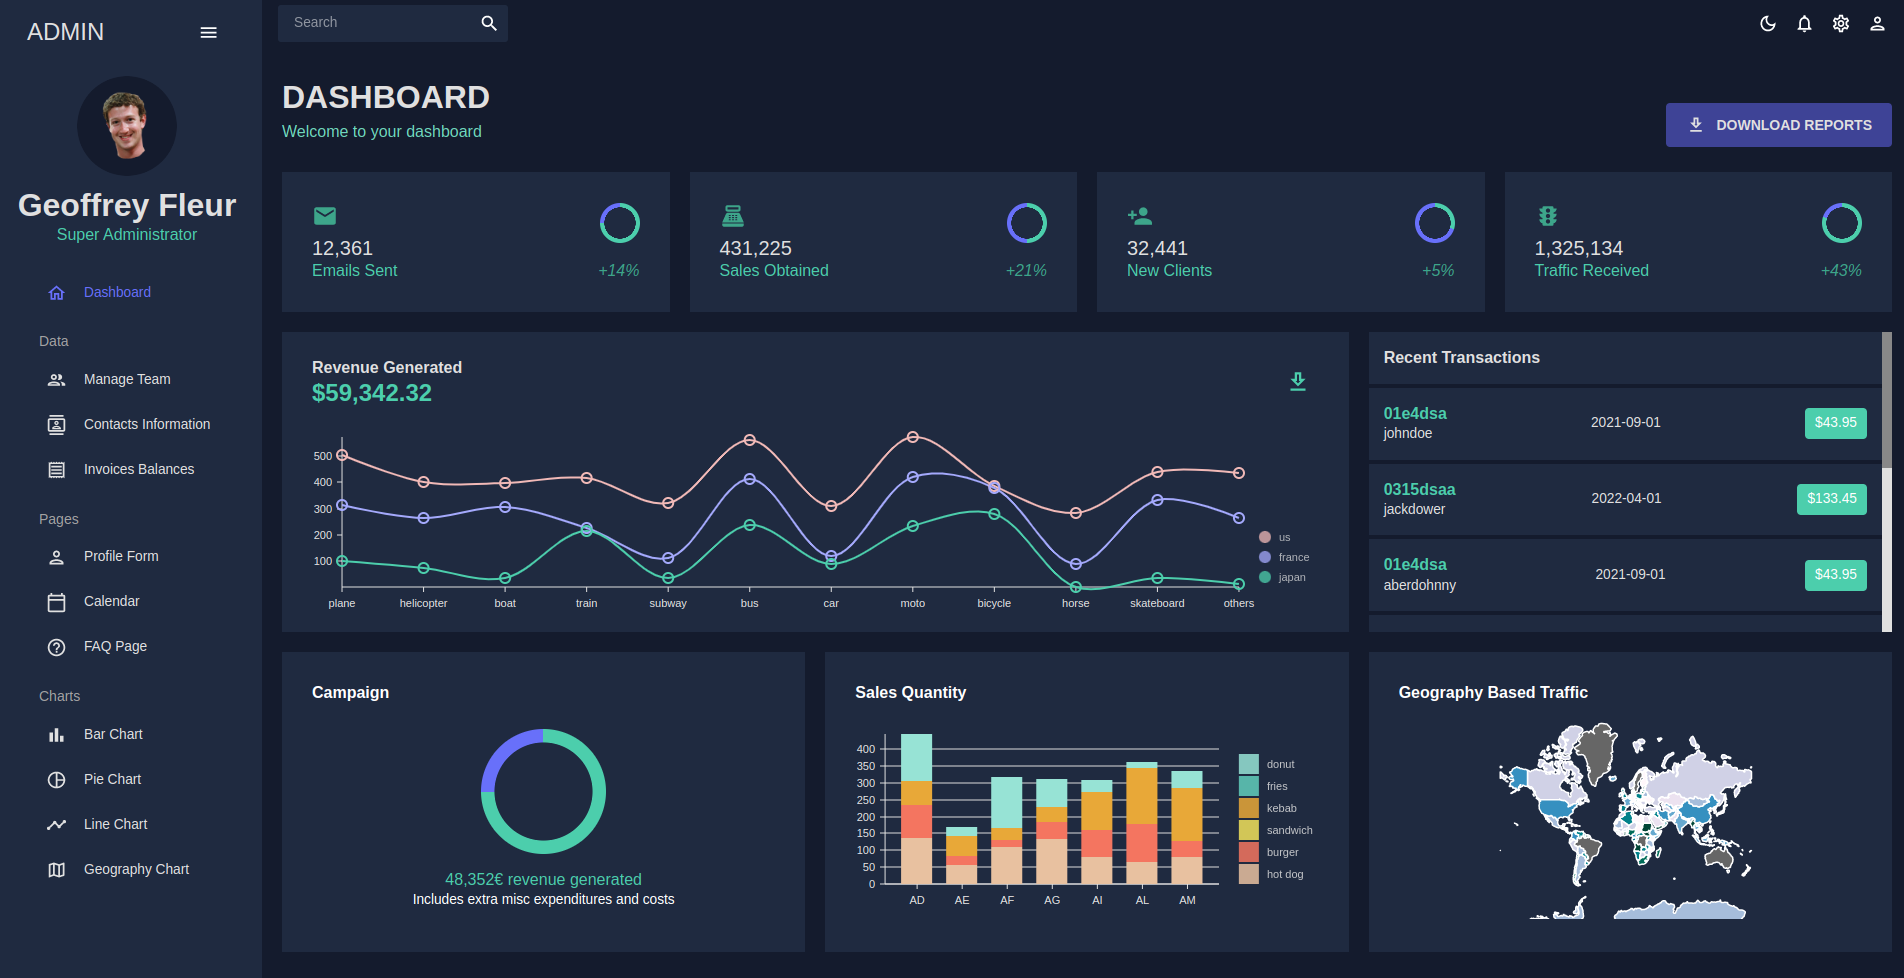 ADMIN
Search
Geoffrey Fleur
Super Administrator
Dashboard
Data
Manage Team
Contacts Information
Invoices Balances
Pages
Profile Form
Calendar
FAQ Page
Charts
Bar Chart
Pie Chart
Line Chart
Geography Chart
DASHBOARD
Welcome to your dashboard
DOWNLOAD REPORTS
12,361
Emails Sent
+14%
431,225
Sales Obtained
+21%
32,441
New Clients
+5%
1,325,134
Traffic Received
+43%
Revenue Generated
$59,342.32
500
400
300
200
100
plane helicopter boat train subway bus car moto bicycle horse skateboard others
us
france
japan
Recent Transactions
01e4dsa
johndoe
2021-09-01
$43.95
0315dsaa
jackdower
2022-04-01
$133.45
01e4dsa
aberdohnny
2021-09-01
$43.95
Campaign
48,352€ revenue generated
Includes extra misc expenditures and costs
Sales Quantity
400
350
300
250
200
150
100
50
0
AD AE AF AG AI AL AM
donut
fries
kebab
sandwich
burger
hot dog
Geography Based Traffic